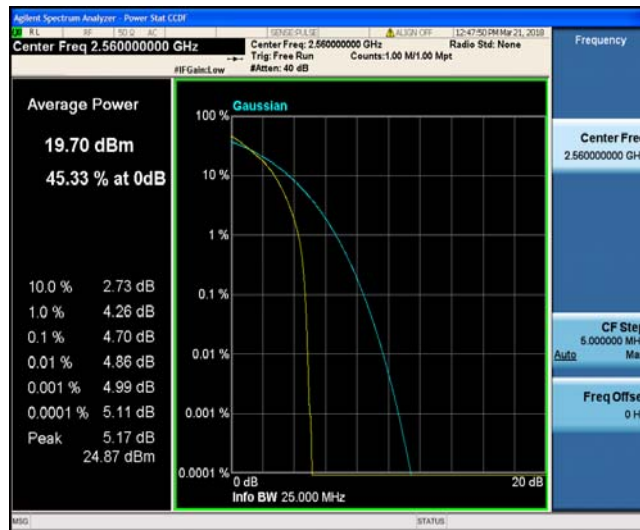 Agilent Spectrum Analyzer - Power Stat CCDF
RL RF 50 Ω AC SENSE:PULSE ALIGN OFF 12:47:50 PM Mar 21, 2018
Center Freq 2.560000000 GHz
Center Freq: 2.560000000 GHz Radio Std: None
Trig: Free Run Counts:1.00 M/1.00 Mpt
#IFGain:Low #Atten: 40 dB
Frequency
Average Power
19.70 dBm
45.33 % at 0dB
10.0 % 2.73 dB
1.0 % 4.26 dB
0.1 % 4.70 dB
0.01 % 4.86 dB
0.001 % 4.99 dB
0.0001 % 5.11 dB
Peak 5.17 dB
24.87 dBm
Gaussian
100 %
10 %
1 %
0.1 %
0.01 %
0.001 %
0.0001 %
0 dB 20 dB
Info BW 25.000 MHz
Center Fre
2.560000000 GH
CF Step
5.000000 MH
Auto Ma
Freq Offse
0 H
MSG STATUS